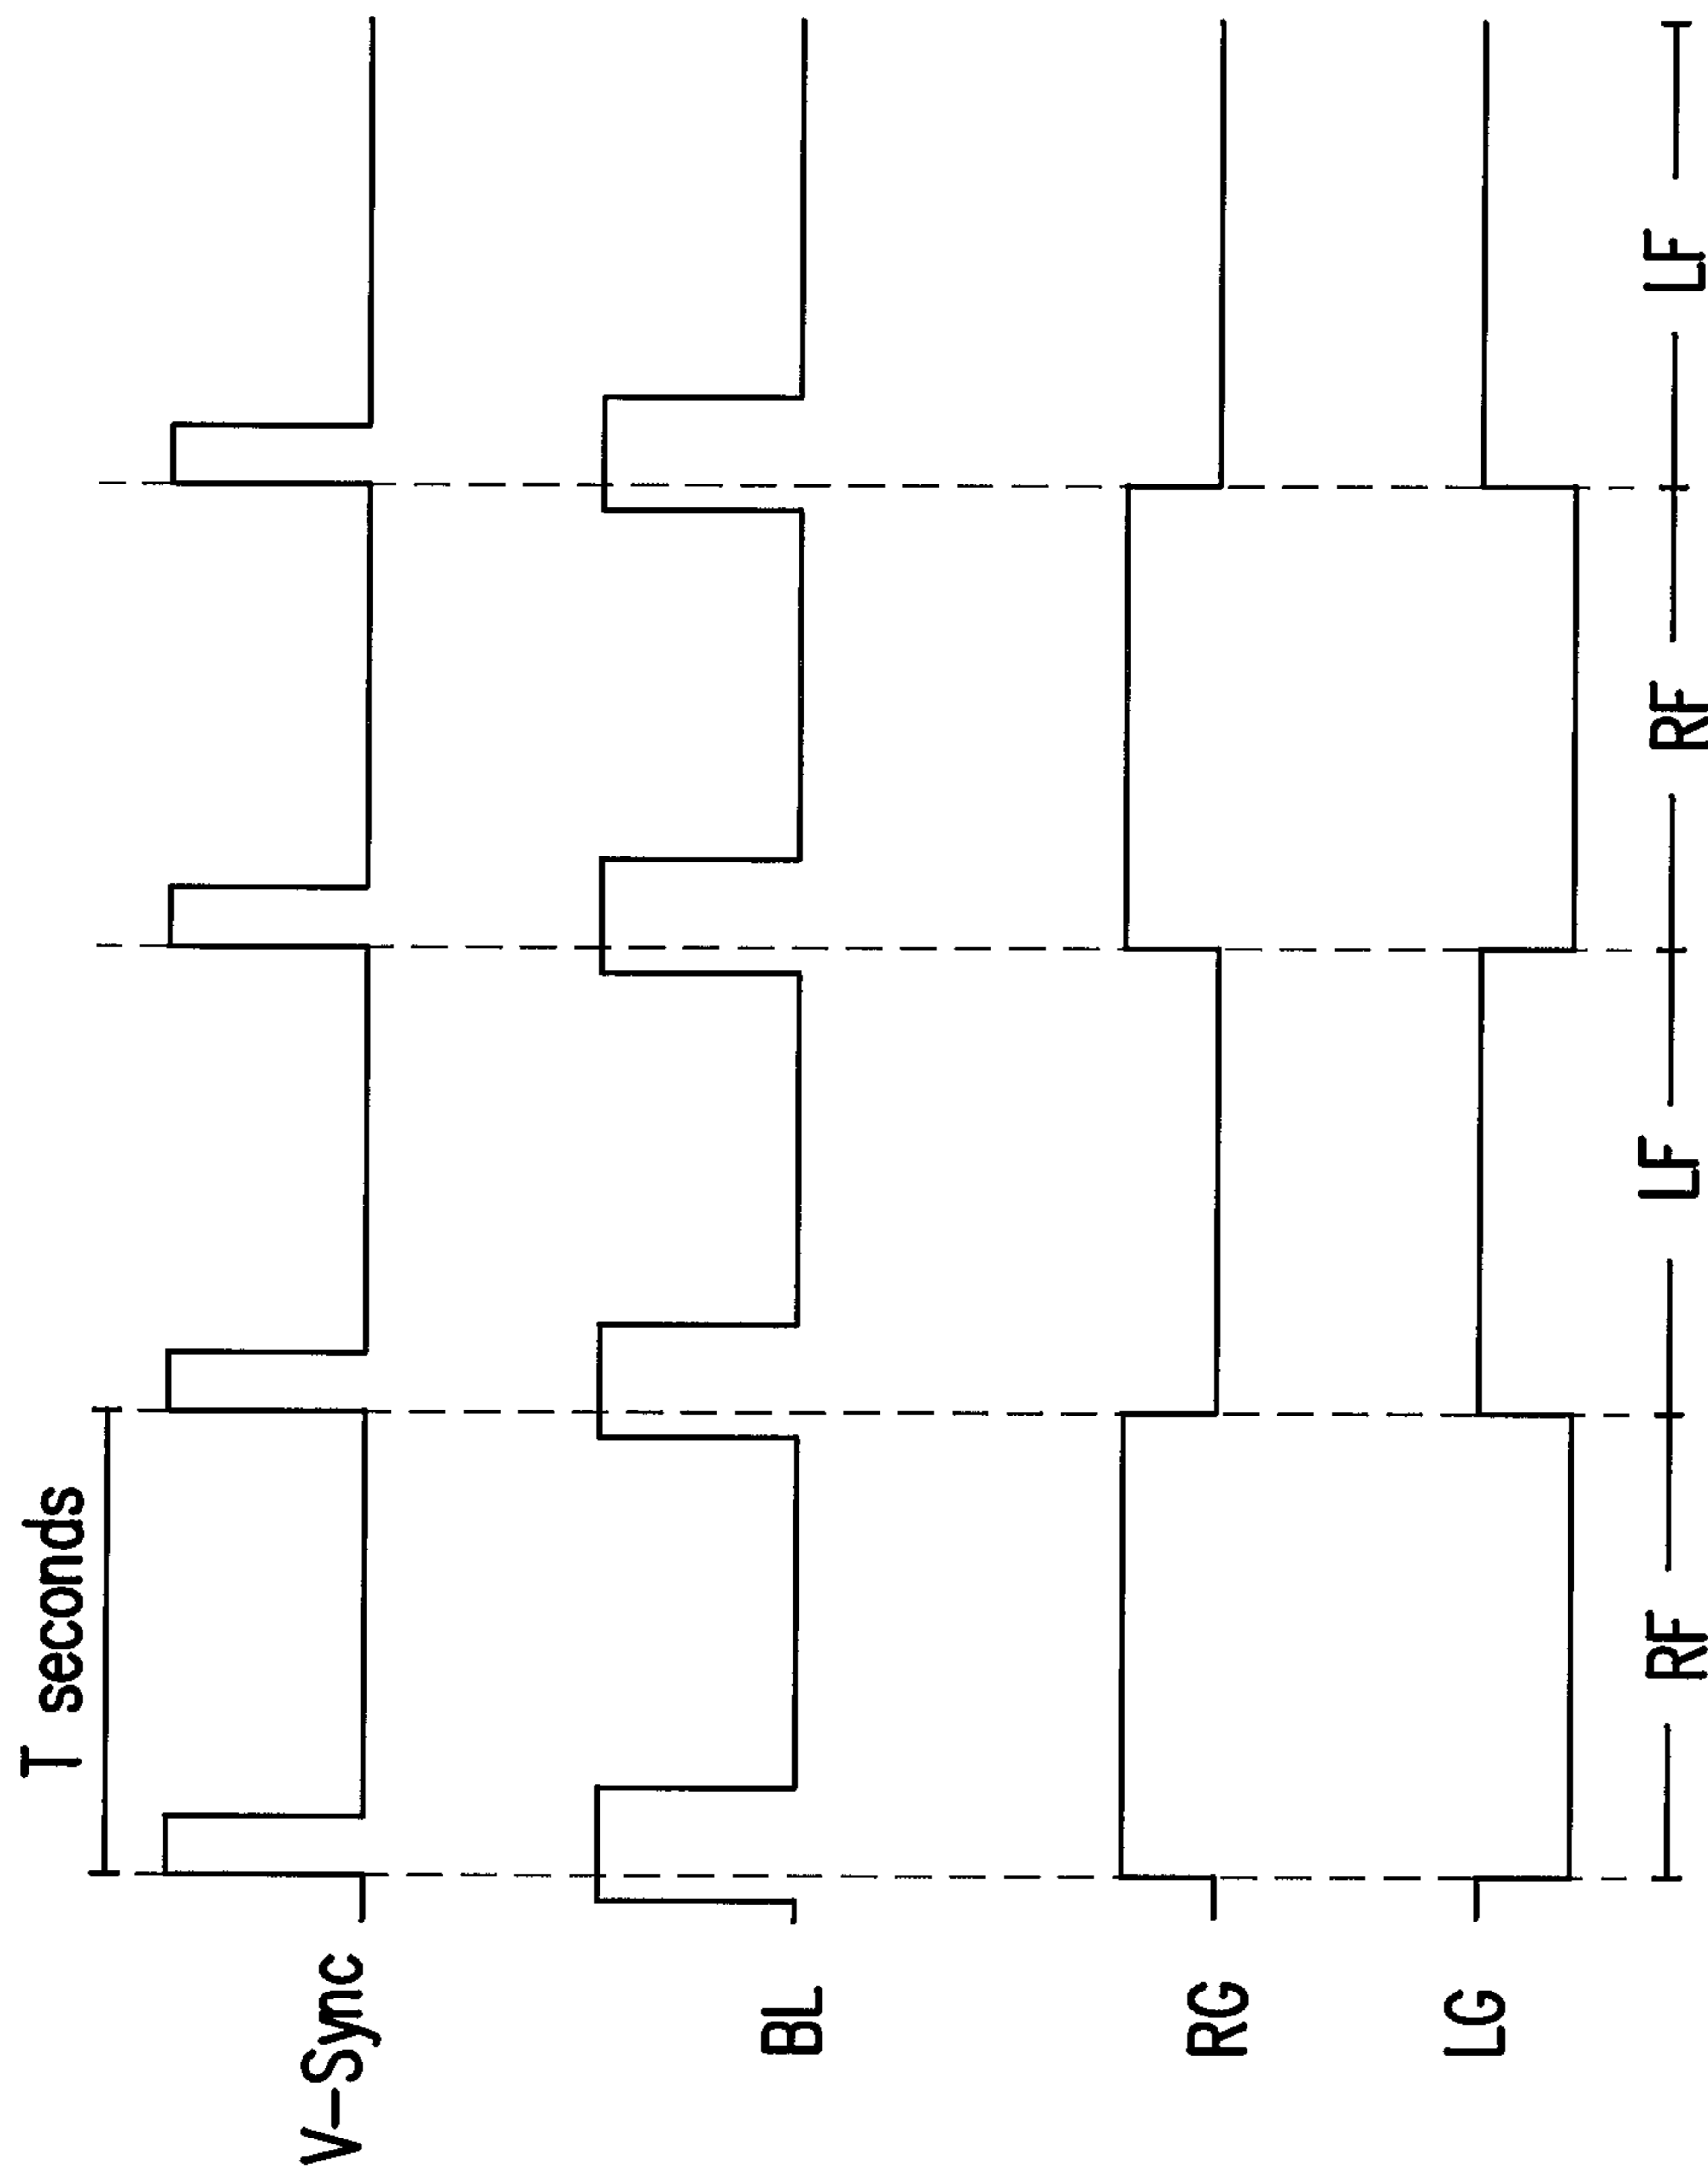 T seconds
V-Sync
BL
RG
LG
RF
LF
RF
LF